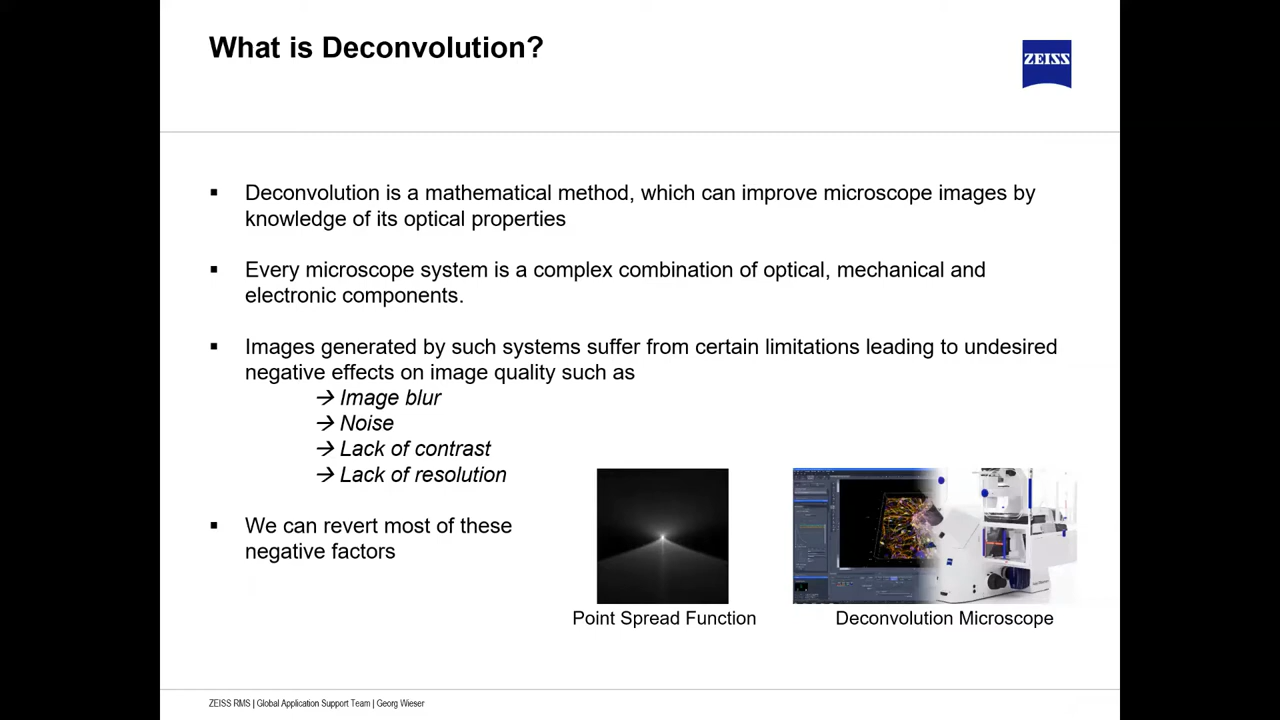 What is Deconvolution?
ZEISS
▪ Deconvolution is a mathematical method, which can improve microscope images by
knowledge of its optical properties
▪ Every microscope system is a complex combination of optical, mechanical and
electronic components.
▪ Images generated by such systems suffer from certain limitations leading to undesired
negative effects on image quality such as
→ Image blur
→ Noise
→ Lack of contrast
→ Lack of resolution
▪ We can revert most of these
negative factors
Point Spread Function
Deconvolution Microscope
ZEISS RMS | Global Application Support Team | Georg Wieser